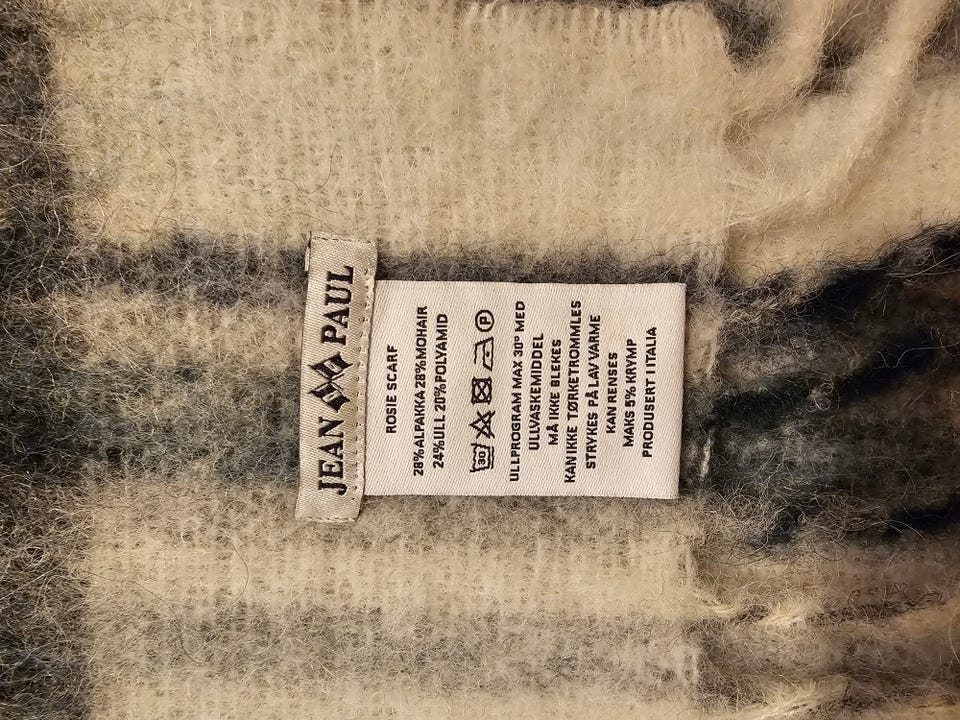 JEAN PAUL
ROSIE SCARF
28%ALPAKKA 28%MOHAIR
24%ULL 20%POLYAMID
30 P
ULLPROGRAM MAX 30° MED
ULLVASKEMIDDEL
MÅ IKKE BLEKES
KAN IKKE TØRKETROMMLES
STRYKES PÅ LAV VARME
KAN RENSES
MAKS 5% KRYMP
PRODUSERT I ITALIA